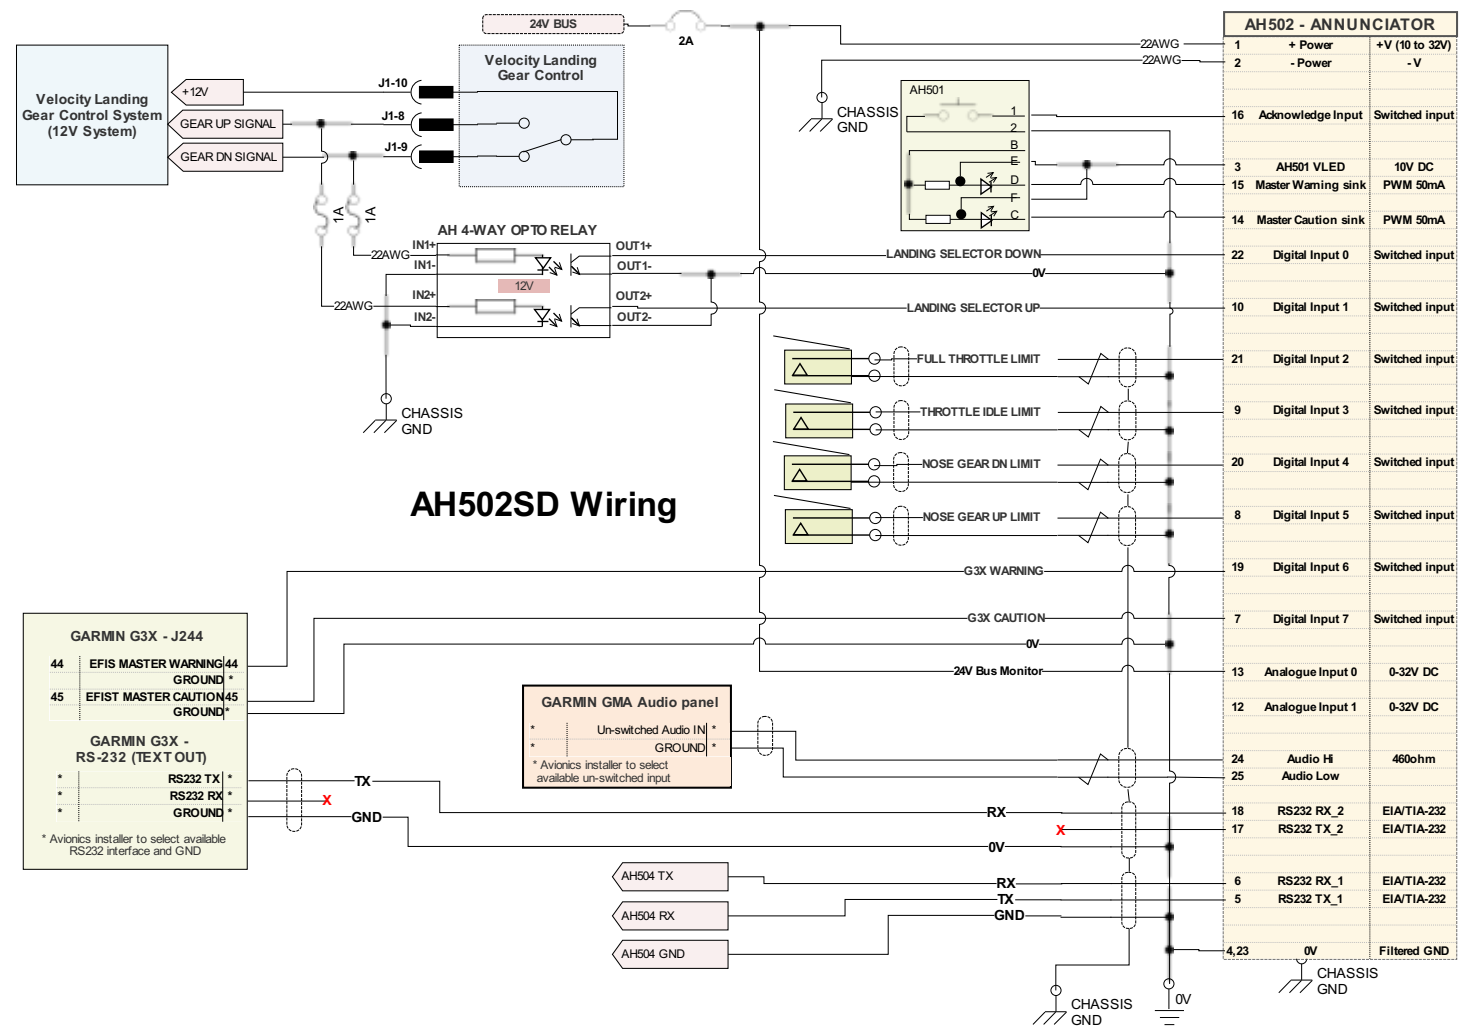 24V BUS
2A
AH502 - ANNUNCIATOR
22AWG 1 + Power +V (10 to 32V)
22AWG 2 - Power - V
16 Acknowledge Input Switched input
3 AH501 VLED 10V DC
15 Master Warning sink PWM 50mA
14 Master Caution sink PWM 50mA
LANDING SELECTOR DOWN 22 Digital Input 0 Switched input
0V
LANDING SELECTOR UP 10 Digital Input 1 Switched input
FULL THROTTLE LIMIT 21 Digital Input 2 Switched input
THROTTLE IDLE LIMIT 9 Digital Input 3 Switched input
NOSE GEAR DN LIMIT 20 Digital Input 4 Switched input
NOSE GEAR UP LIMIT 8 Digital Input 5 Switched input
G3X WARNING 19 Digital Input 6 Switched input
G3X CAUTION 7 Digital Input 7 Switched input
0V
24V Bus Monitor 13 Analogue Input 0 0-32V DC
12 Analogue Input 1 0-32V DC
24 Audio Hi 460ohm
25 Audio Low
RX 18 RS232 RX_2 EIA/TIA-232
X 17 RS232 TX_2 EIA/TIA-232
0V
RX 6 RS232 RX_1 EIA/TIA-232
TX 5 RS232 TX_1 EIA/TIA-232
GND
4,23 0V Filtered GND
CHASSIS
GND
0V
CHASSIS
GND
CHASSIS
GND
AH501
1
2
B
E
D
F
C
Velocity Landing
Gear Control System
(12V System)
+12V
GEAR UP SIGNAL
GEAR DN SIGNAL
J1-10
J1-8
J1-9
Velocity Landing
Gear Control
1A
1A
AH 4-WAY OPTO RELAY
22AWG IN1+ OUT1+
IN1- OUT1-
12V
22AWG IN2+ OUT2+
IN2- OUT2-
CHASSIS
GND
AH502SD Wiring
GARMIN G3X - J244
44 EFIS MASTER WARNING 44
GROUND *
45 EFIST MASTER CAUTION 45
GROUND *
GARMIN G3X -
RS-232 (TEXT OUT)
* RS232 TX * TX
* RS232 RX * X
* GROUND * GND
* Avionics installer to select available
RS232 interface and GND
GARMIN GMA Audio panel
* Un-switched Audio IN *
* GROUND *
* Avionics installer to select
available un-switched input
AH504 TX
AH504 RX
AH504 GND